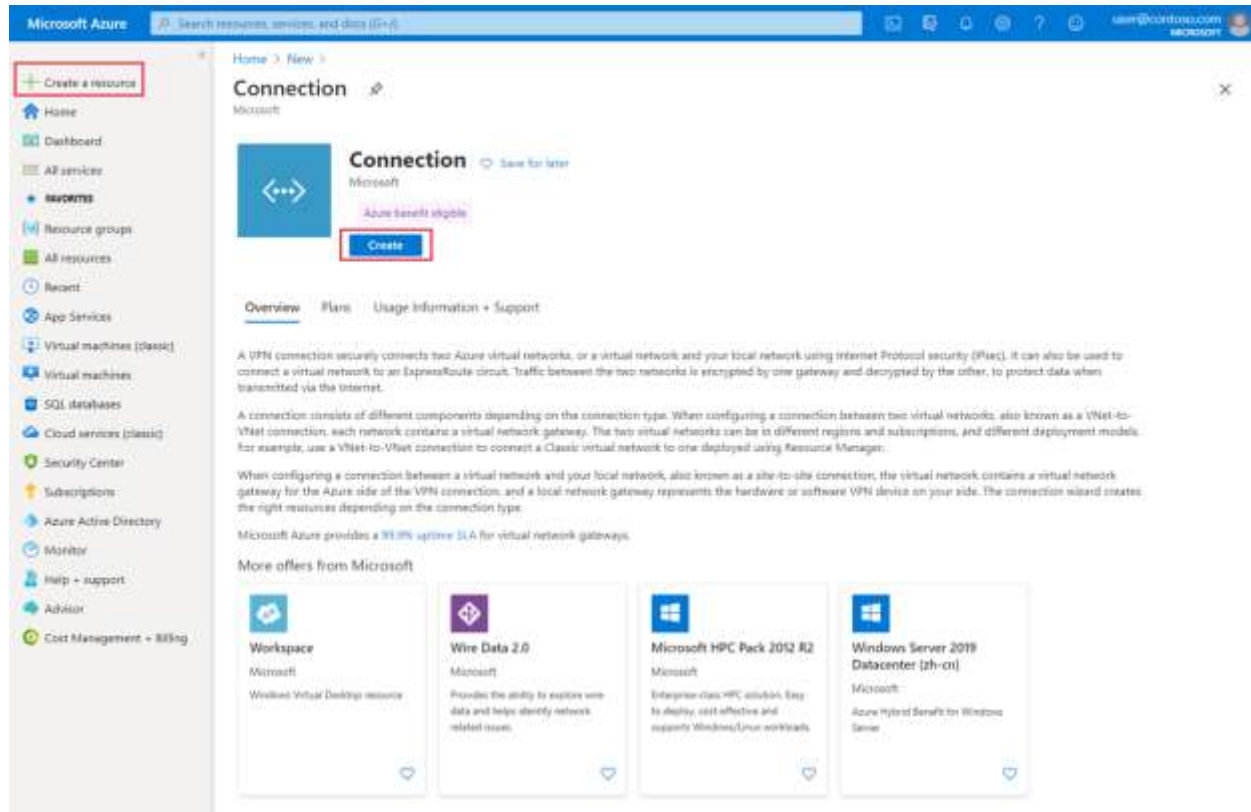 Microsoft Azure
Search resources, services, and docs (G+/)
user@contoso.com
MICROSOFT
Create a resource
Home
Dashboard
All services
FAVORITES
Resource groups
All resources
Recent
App Services
Virtual machines (classic)
Virtual machines
SQL databases
Cloud services (classic)
Security Center
Subscriptions
Azure Active Directory
Monitor
Help + support
Advisor
Cost Management + Billing
Home > New >
Connection
Microsoft
Connection Save for later
Microsoft
Azure benefit eligible
Create
Overview Plans Usage Information + Support
A VPN connection securely connects two Azure virtual networks, or a virtual network and your local network using Internet Protocol security (IPsec). It can also be used to
connect a virtual network to an ExpressRoute circuit. Traffic between the two networks is encrypted by one gateway and decrypted by the other, to protect data when
transmitted via the Internet.
A connection consists of different components depending on the connection type. When configuring a connection between two virtual networks, also known as a VNet-to-
VNet connection, each network contains a virtual network gateway. The two virtual networks can be in different regions and subscriptions, and different deployment models.
For example, use a VNet-to-VNet connection to connect a Classic virtual network to one deployed using Resource Manager.
When configuring a connection between a virtual network and your local network, also known as a site-to-site connection, the virtual network contains a virtual network
gateway for the Azure side of the VPN connection, and a local network gateway represents the hardware or software VPN device on your side. The connection wizard creates
the right resources depending on the connection type.
Microsoft Azure provides a 99.9% uptime SLA for virtual network gateways.
More offers from Microsoft
Workspace
Microsoft
Windows Virtual Desktop resource
Wire Data 2.0
Microsoft
Provides the ability to explore wire
data and helps identify network
related issues.
Microsoft HPC Pack 2012 R2
Microsoft
Enterprise-class HPC solution. Easy
to deploy, cost-effective and
supports Windows/Linux workloads.
Windows Server 2019
Datacenter (zh-cn)
Microsoft
Azure Hybrid Benefit for Windows
Server